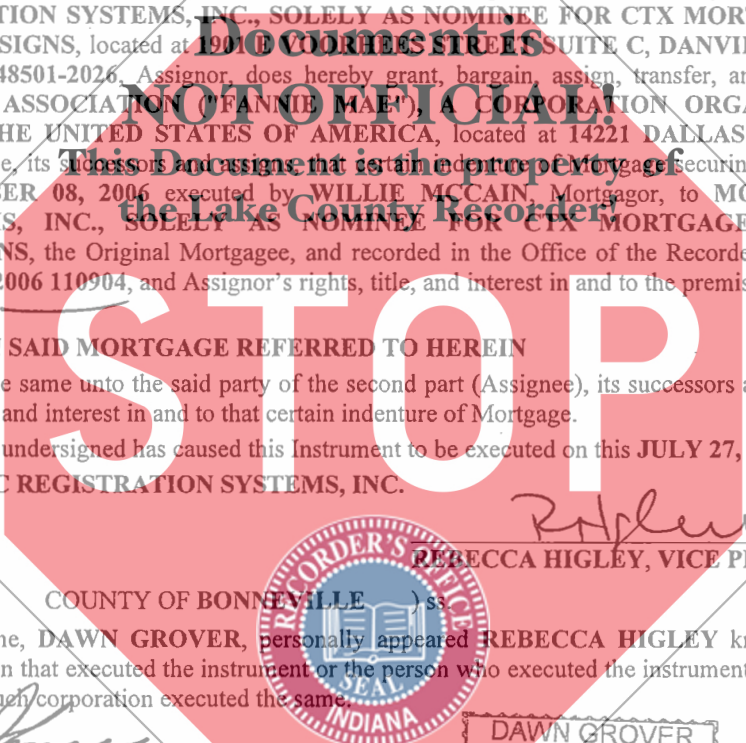 TION SYSTEMS, INC., SOLELY AS NOMINEE FOR CTX MOR
SIGNS, located at 1901 E VOORHEES STREET SUITE C, DANVI
48501-2026, Assignor, does hereby grant, bargain, assign, transfer, a
ASSOCIATION ("FANNIE MAE"), A CORPORATION ORGA
HE UNITED STATES OF AMERICA, located at 14221 DALLAS
e, its successors and assigns, that certain indenture of Mortgage securin
ER 08, 2006 executed by WILLIE MCCAIN, Mortgagor, to MO
S, INC., SOLELY AS NOMINEE FOR CTX MORTGAGE
NS, the Original Mortgagee, and recorded in the Office of the Recorde
2006 110904, and Assignor's rights, title, and interest in and to the premis
SAID MORTGAGE REFERRED TO HEREIN
e same unto the said party of the second part (Assignee), its successors a
and interest in and to that certain indenture of Mortgage.
undersigned has caused this Instrument to be executed on this JULY 27,
C REGISTRATION SYSTEMS, INC.
REBECCA HIGLEY, VICE P
COUNTY OF BONNEVILLE ) ss.
ne, DAWN GROVER, personally appeared REBECCA HIGLEY k
n that executed the instrument or the person who executed the instrument
uch corporation executed the same.
DAWN GROVER
Document is
NOT OFFICIAL!
This Document is the property of
the Lake County Recorder!
STOP
RECORDER'S OFFICE
SEAL
INDIANA